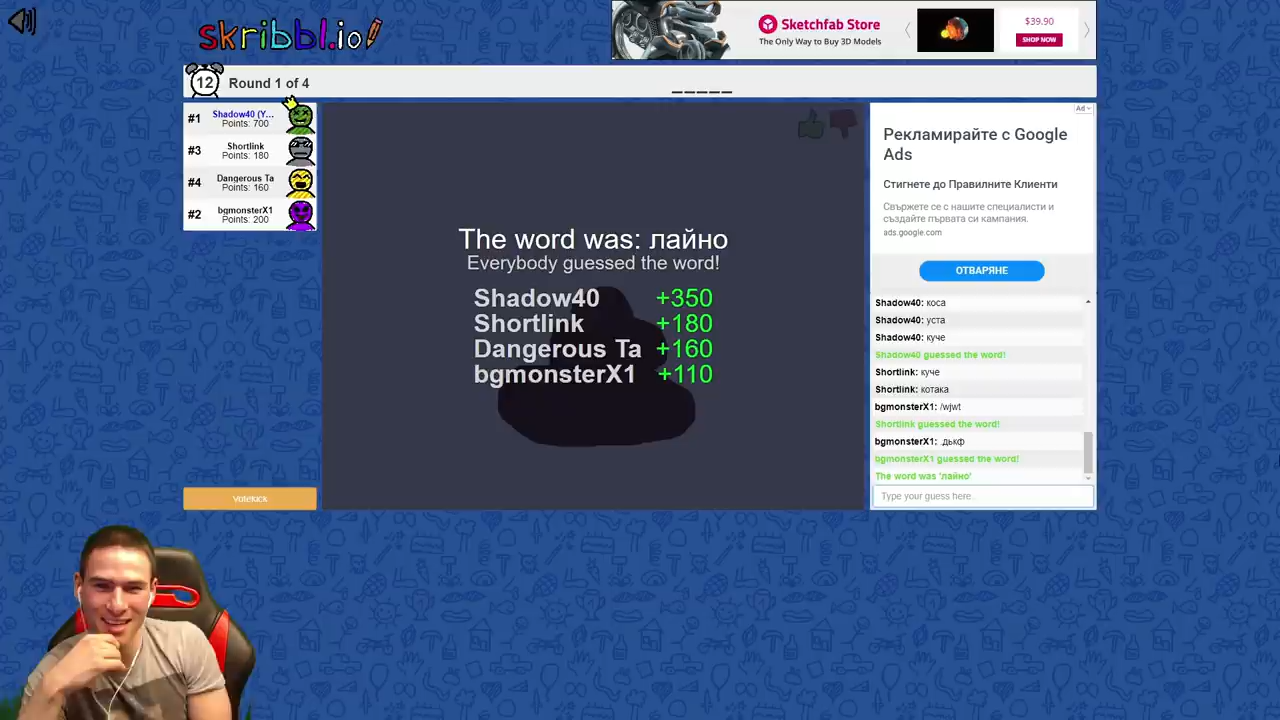 skribbl.io
Sketchfab Store
The Only Way to Buy 3D Models
$39.90
SHOP NOW
12
Round 1 of 4
_____
#1
Shadow40 (Y...
Points: 700
#3
Shortlink
Points: 180
#4
Dangerous Ta
Points: 160
#2
bgmonsterX1
Points: 200
Votekick
The word was: лайно
Everybody guessed the word!
Shadow40 +350
Shortlink +180
Dangerous Ta +160
bgmonsterX1 +110
Ad
Рекламирайте с Google
Ads
Стигнете до Правилните Клиенти
Свържете се с нашите специалисти и
създайте първата си кампания.
ads.google.com
ОТВАРЯНЕ
Shadow40: коса
Shadow40: уста
Shadow40: куче
Shadow40 guessed the word!
Shortlink: куче
Shortlink: котака
bgmonsterX1: /wjwt
Shortlink guessed the word!
bgmonsterX1: .дькф
bgmonsterX1 guessed the word!
The word was 'лайно'
Type your guess here...